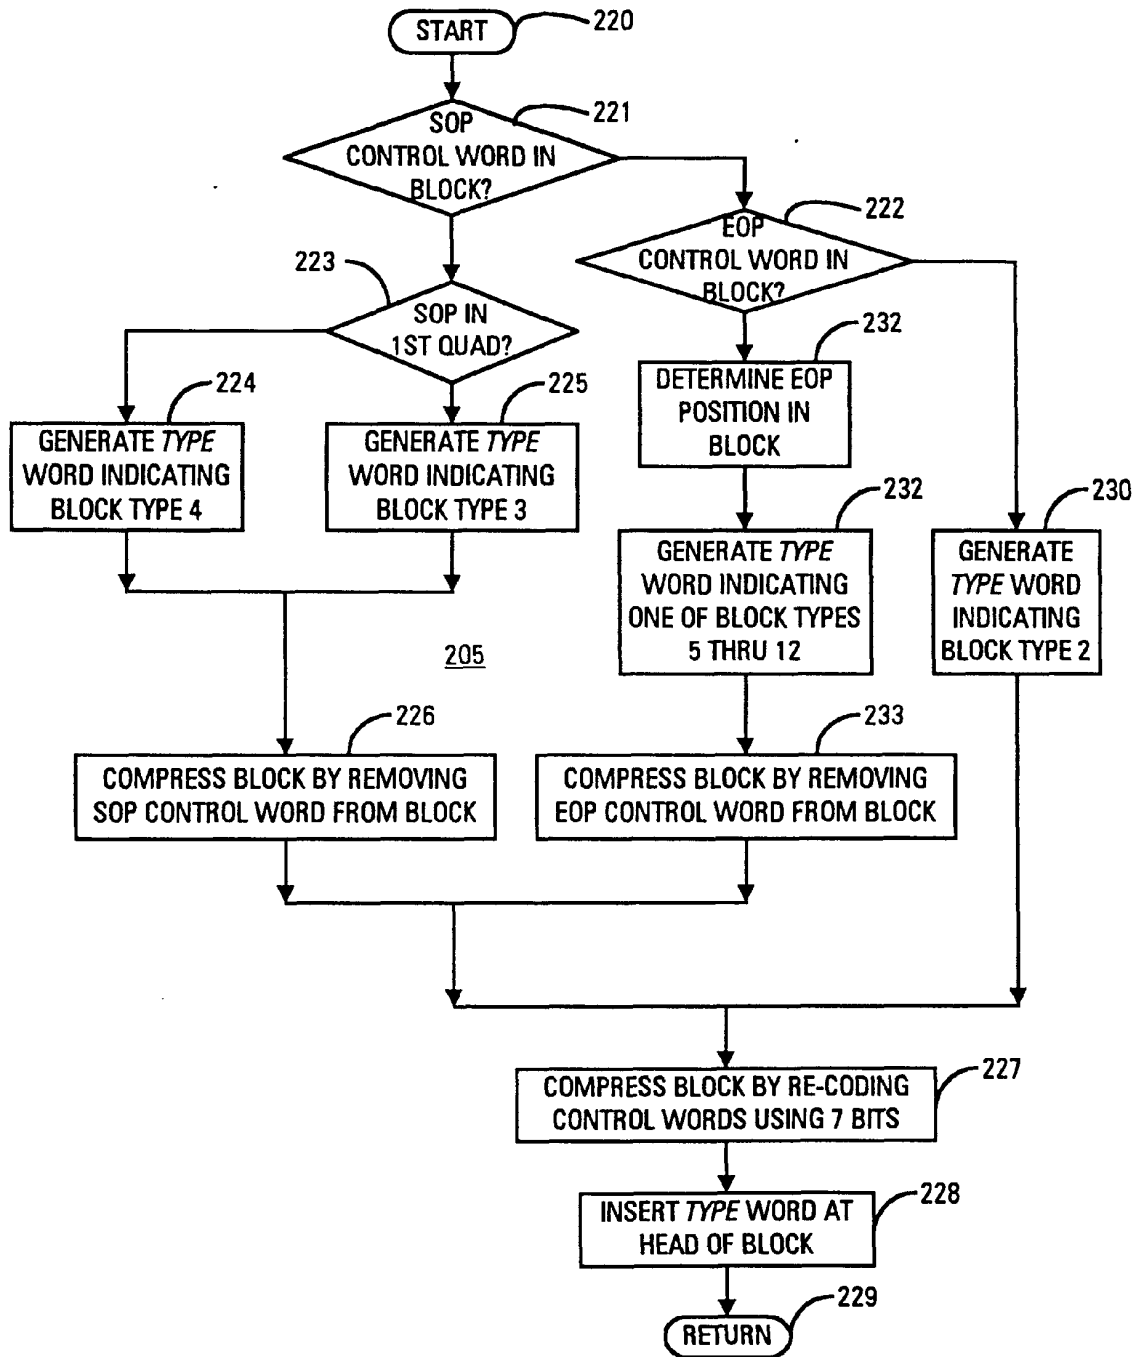 START
220
SOP
CONTROL WORD IN
BLOCK?
221
EOP
CONTROL WORD IN
BLOCK?
222
223
SOP IN
1ST QUAD?
232
DETERMINE EOP
POSITION IN
BLOCK
224
GENERATE TYPE
WORD INDICATING
BLOCK TYPE 4
225
GENERATE TYPE
WORD INDICATING
BLOCK TYPE 3
232
GENERATE TYPE
WORD INDICATING
ONE OF BLOCK TYPES
5 THRU 12
230
GENERATE
TYPE WORD
INDICATING
BLOCK TYPE 2
205
226
COMPRESS BLOCK BY REMOVING
SOP CONTROL WORD FROM BLOCK
233
COMPRESS BLOCK BY REMOVING
EOP CONTROL WORD FROM BLOCK
227
COMPRESS BLOCK BY RE-CODING
CONTROL WORDS USING 7 BITS
228
INSERT TYPE WORD AT
HEAD OF BLOCK
229
RETURN